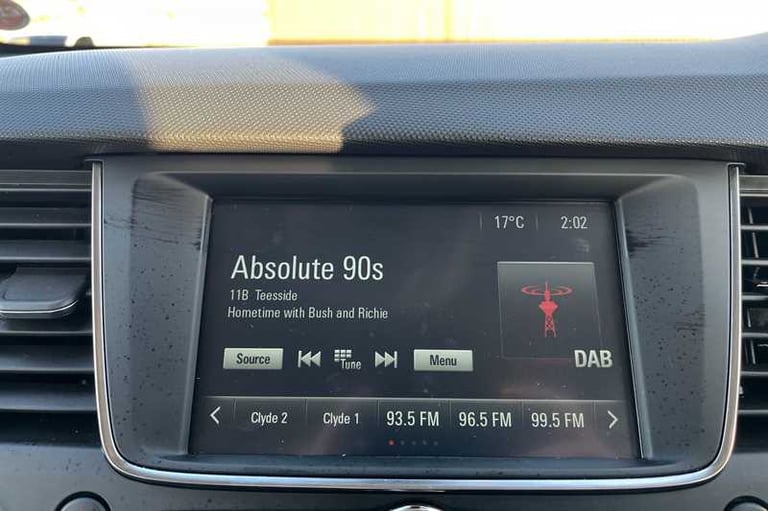 17°C 2:02
Absolute 90s
11B Teesside
Hometime with Bush and Richie
Source Tune Menu
DAB
Clyde 2 Clyde 1 93.5 FM 96.5 FM 99.5 FM